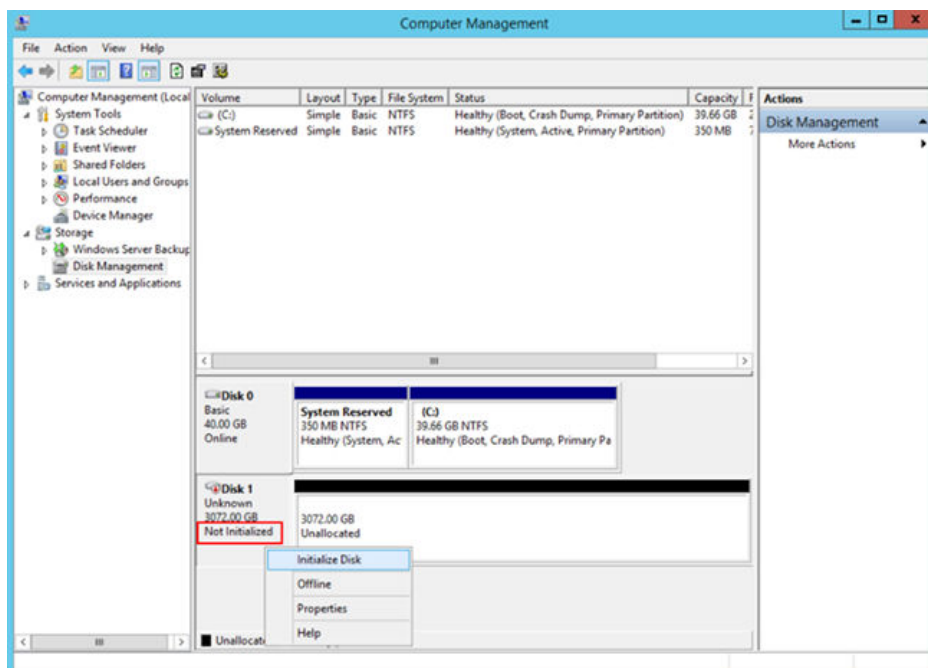 Computer Management
File Action View Help
Computer Management (Local
System Tools
Task Scheduler
Event Viewer
Shared Folders
Local Users and Groups
Performance
Device Manager
Storage
Windows Server Backup
Disk Management
Services and Applications
Volume Layout Type File System Status Capacity
(C:) Simple Basic NTFS Healthy (Boot, Crash Dump, Primary Partition) 39.66 GB
System Reserved Simple Basic NTFS Healthy (System, Active, Primary Partition) 350 MB
Actions
Disk Management
More Actions
Disk 0
Basic
40.00 GB
Online
System Reserved
350 MB NTFS
Healthy (System, Ac
(C:)
39.66 GB NTFS
Healthy (Boot, Crash Dump, Primary Pa
Disk 1
Unknown
3072.00 GB
Not Initialized
3072.00 GB
Unallocated
Initialize Disk
Offline
Properties
Help
Unallocat